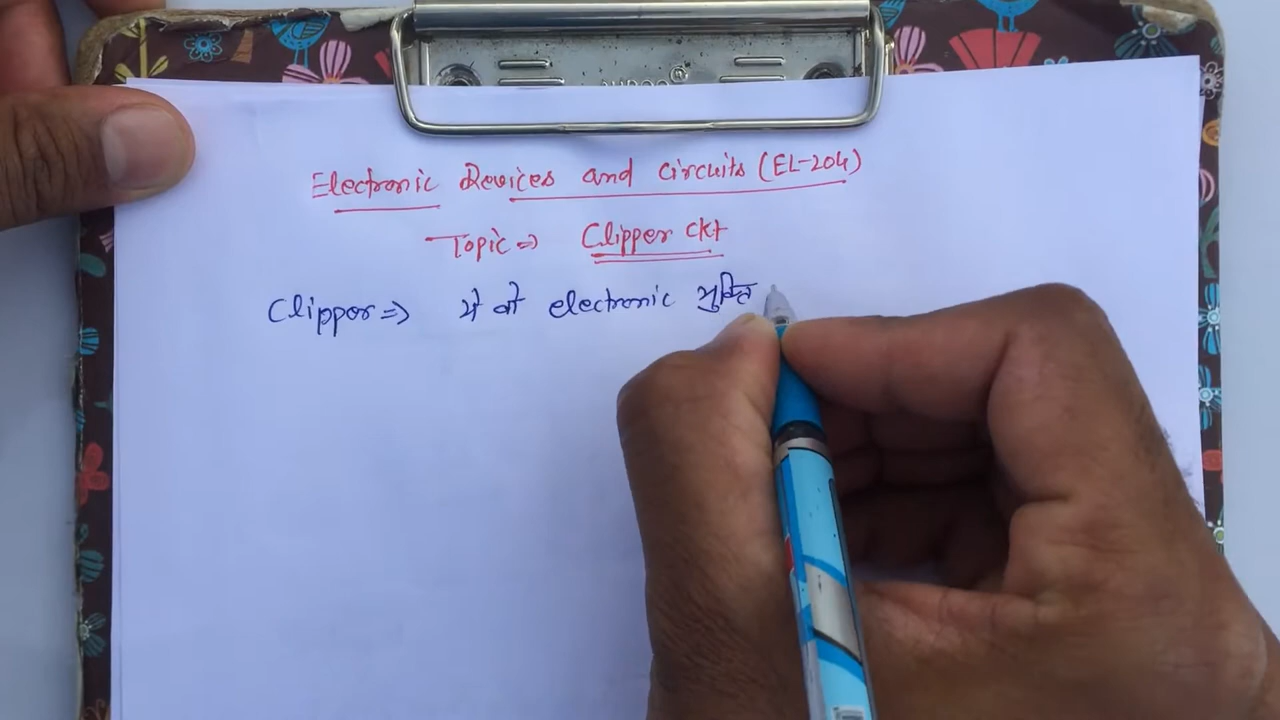 Electronic Devices and circuits (EL-204)
Topic => Clipper ckt
Clipper => ये वो electronic युक्ति